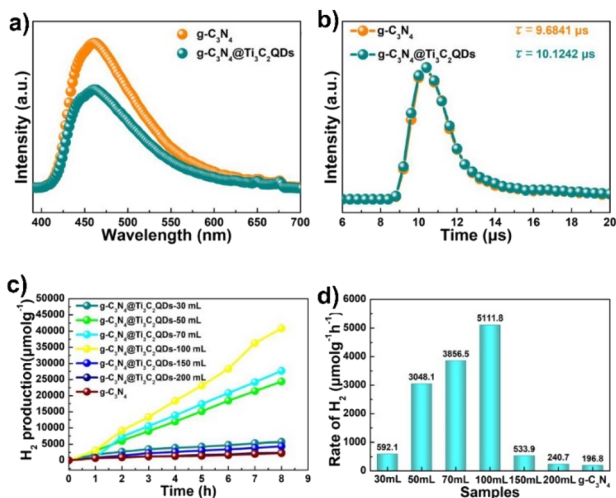 a)
g-C₃N₄
g-C₃N₄@Ti₃C₂QDs
Intensity (a.u.)
400 450 500 550 600 650 700
Wavelength (nm)
b)
g-C₃N₄ τ = 9.6841 μs
g-C₃N₄@Ti₃C₂QDs τ = 10.1242 μs
Intensity (a.u.)
6 8 10 12 14 16 18 20
Time (μs)
c)
H₂ production(μmolg⁻¹)
50000
45000
40000
35000
30000
25000
20000
15000
10000
5000
0
g-C₃N₄@Ti₃C₂QDs-30 mL
g-C₃N₄@Ti₃C₂QDs-50 mL
g-C₃N₄@Ti₃C₂QDs-70 mL
g-C₃N₄@Ti₃C₂QDs-100 mL
g-C₃N₄@Ti₃C₂QDs-150 mL
g-C₃N₄@Ti₃C₂QDs-200 mL
g-C₃N₄
0 1 2 3 4 5 6 7 8 9
Time (h)
d)
Rate of H₂ (μmolg⁻¹h⁻¹)
6000
5000
4000
3000
2000
1000
0
592.1
3048.1
3856.5
5111.8
533.9
240.7
196.8
30mL 50mL 70mL 100mL 150mL 200mL g-C₃N₄
Samples